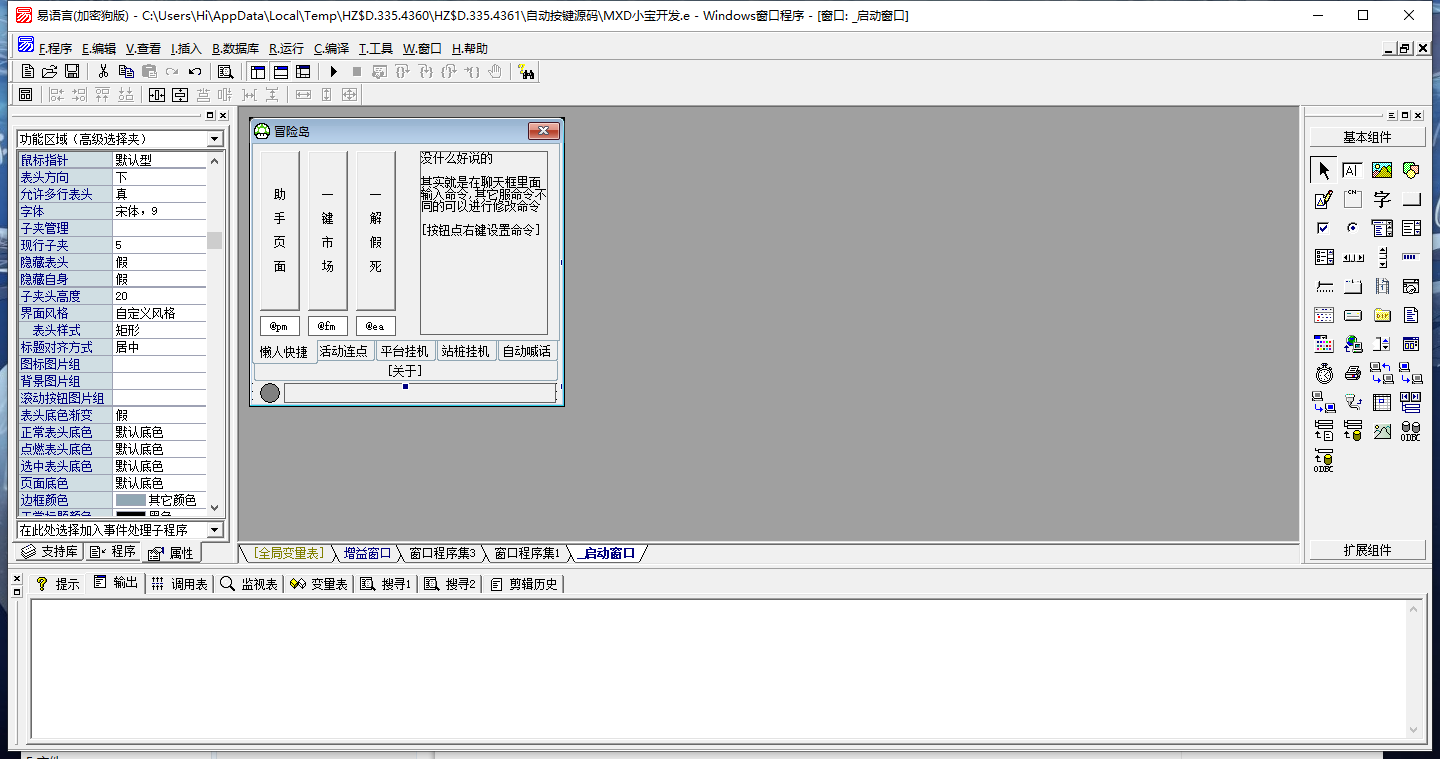 易语言(加密狗版) - C:\Users\Hi\AppData\Local\Temp\HZ$D.335.4360\HZ$D.335.4361\自动按键源码\MXD小宝开发.e - Windows窗口程序 - [窗口: _启动窗口]
F.程序 E.编辑 V.查看 I.插入 B.数据库 R.运行 C.编译 T.工具 W.窗口 H.帮助
功能区域（高级选择夹）
鼠标指针 默认型
表头方向 下
允许多行表头 真
字体 宋体, 9
子夹管理
现行子夹 5
隐藏表头 假
隐藏自身 假
子夹头高度 20
界面风格 自定义风格
表头样式 矩形
标题对齐方式 居中
图标图片组
背景图片组
滚动按钮图片组
表头底色渐变 假
正常表头底色 默认底色
点燃表头底色 默认底色
选中表头底色 默认底色
页面底色 默认底色
边框颜色 其它颜色
正常标题颜色 黑色
在此处选择加入事件处理子程序
支持库 程序 属性
冒险岛
助手页面
一键市场
一解假死
@pm @fm @ea
没什么好说的
其实就是在聊天框里面
输入命令,其它服命令不
同的可以进行修改命令
[按钮点右键设置命令]
懒人快捷 活动连点 平台挂机 站桩挂机 自动喊话
[关于]
[全局变量表] 增益窗口 窗口程序集3 窗口程序集1 _启动窗口
基本组件
A
CN
字
DIR
ODBC
ODBC
扩展组件
提示 输出 调用表 监视表 变量表 搜寻1 搜寻2 剪辑历史